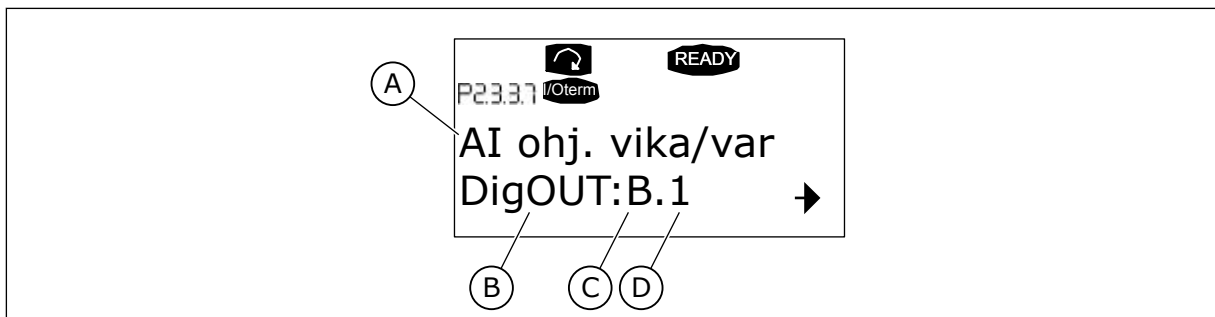 READY
A
P2.3.3.7 I/Oterm
AI ohj. vika/var
DigOUT:B.1
B C D